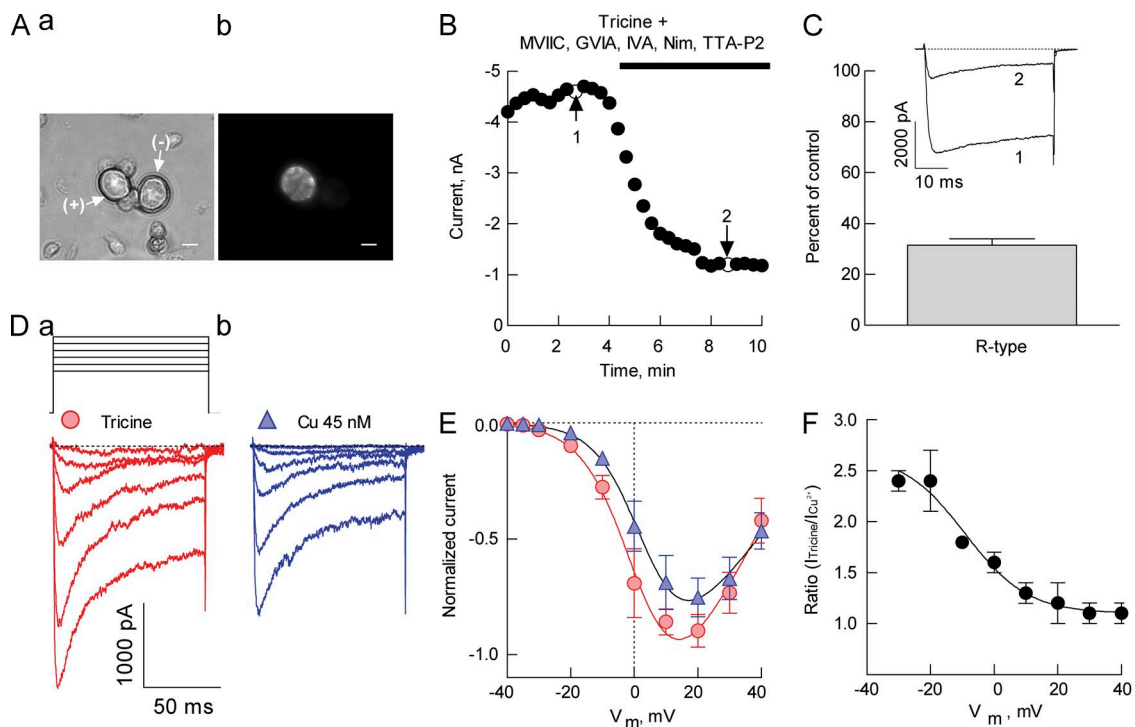 A
a
b
(-)
(+)
B
Tricine +
MVIIC, GVIA, IVA, Nim, TTA-P2
-5
-4
-3
-2
-1
0
Current, nA
1
2
0
2
4
6
8
10
Time, min
C
100
80
60
40
20
0
Percent of control
2
1
2000 pA
10 ms
R-type
D
a
b
Tricine
Cu 45 nM
1000 pA
50 ms
E
0.0
-0.5
-1.0
Normalized current
-40
-20
0
20
40
Vm, mV
F
3.0
2.5
2.0
1.5
1.0
Ratio (ITricine/ICu2+)
-40
-20
0
20
40
Vm, mV